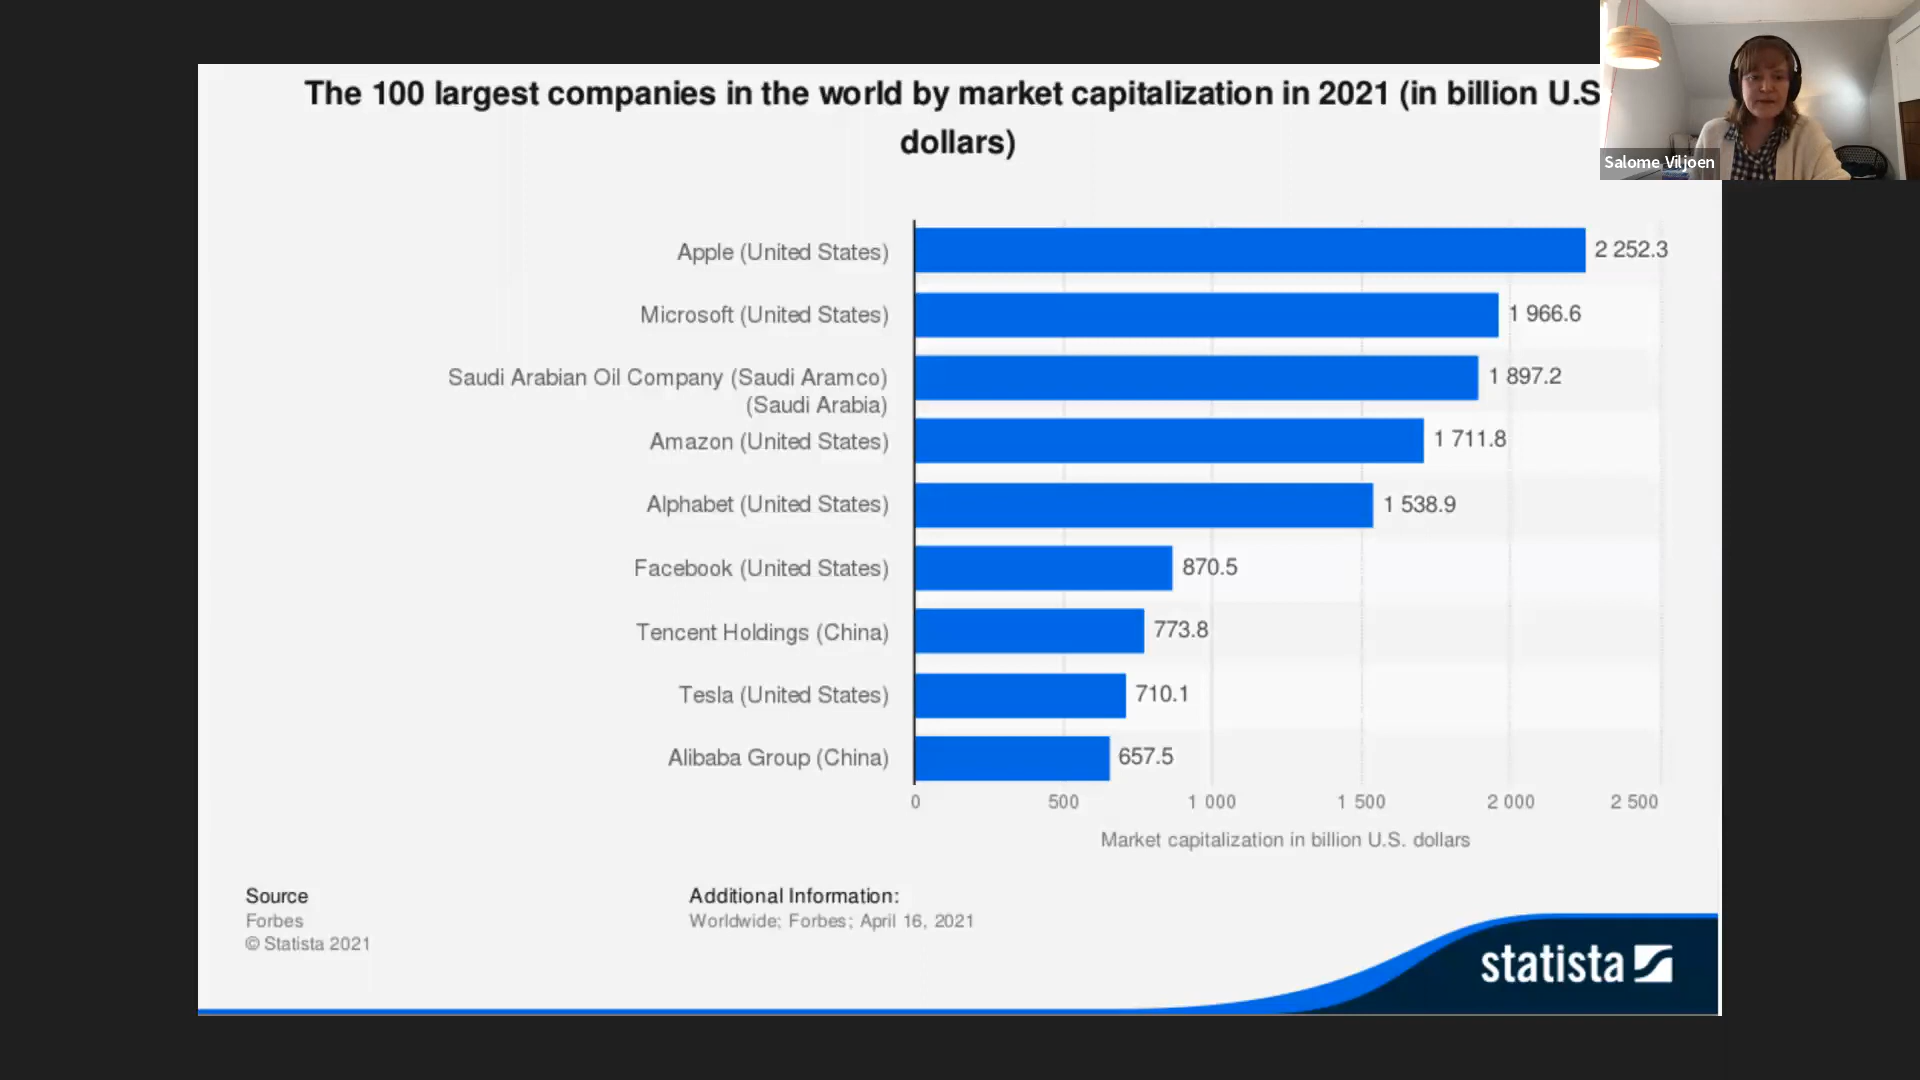 The 100 largest companies in the world by market capitalization in 2021 (in billion U.S
dollars)
Salome Viljoen
Apple (United States)
2 252.3
Microsoft (United States)
1 966.6
Saudi Arabian Oil Company (Saudi Aramco)
(Saudi Arabia)
1 897.2
Amazon (United States)
1 711.8
Alphabet (United States)
1 538.9
Facebook (United States)
870.5
Tencent Holdings (China)
773.8
Tesla (United States)
710.1
Alibaba Group (China)
657.5
0 500 1 000 1 500 2 000 2 500
Market capitalization in billion U.S. dollars
Source
Forbes
© Statista 2021
Additional Information:
Worldwide; Forbes; April 16, 2021
statista